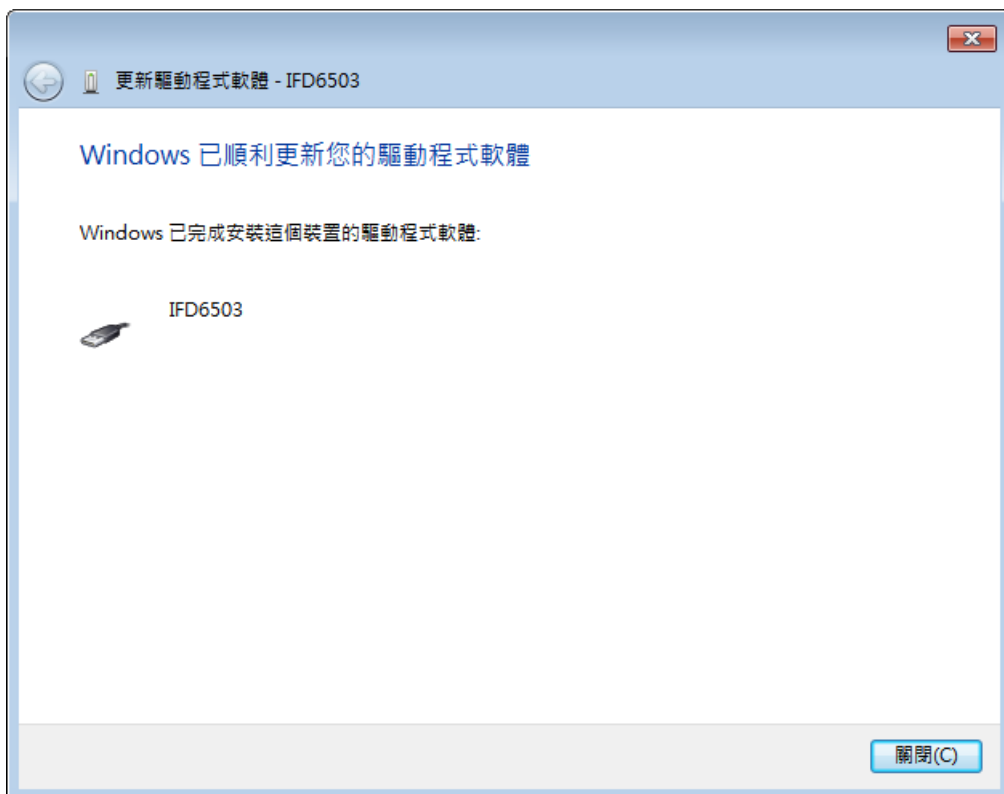 更新驅動程式軟體 - IFD6503
Windows 已順利更新您的驅動程式軟體
Windows 已完成安裝這個裝置的驅動程式軟體:
IFD6503
關閉(C)